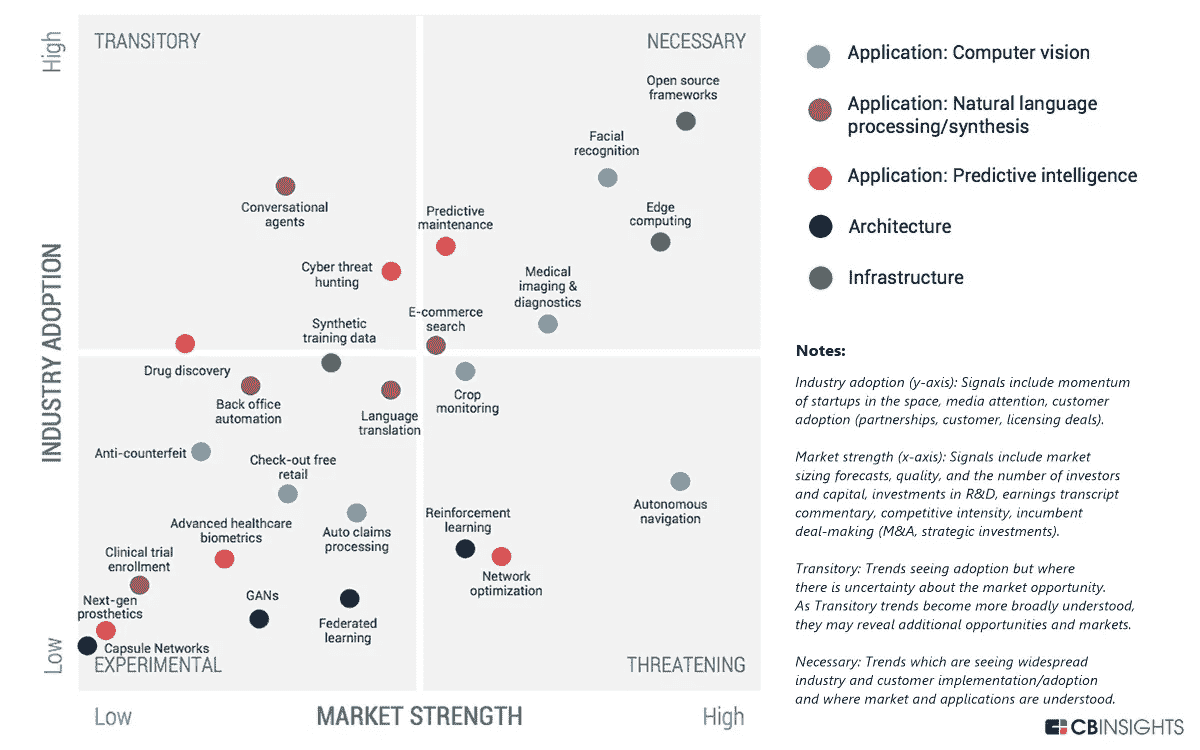 High
TRANSITORY
NECESSARY
Open source
frameworks
Facial
recognition
Conversational
agents
Predictive
maintenance
Edge
computing
Cyber threat
hunting
Medical
imaging &
diagnostics
E-commerce
search
Synthetic
training data
Drug discovery
Back office
automation
Language
translation
Crop
monitoring
Anti-counterfeit
Check-out free
retail
Auto claims
processing
Autonomous
navigation
Reinforcement
learning
Network
optimization
Advanced healthcare
biometrics
Clinical trial
enrollment
Next-gen
prosthetics
GANs
Federated
learning
Capsule Networks
EXPERIMENTAL
THREATENING
INDUSTRY ADOPTION
Low
Low
MARKET STRENGTH
High
Application: Computer vision
Application: Natural language
processing/synthesis
Application: Predictive intelligence
Architecture
Infrastructure
Notes:
Industry adoption (y-axis): Signals include momentum
of startups in the space, media attention, customer
adoption (partnerships, customer, licensing deals).
Market strength (x-axis): Signals include market
sizing forecasts, quality, and the number of investors
and capital, investments in R&D, earnings transcript
commentary, competitive intensity, incumbent
deal-making (M&A, strategic investments).
Transitory: Trends seeing adoption but where
there is uncertainty about the market opportunity.
As Transitory trends become more broadly understood,
they may reveal additional opportunities and markets.
Necessary: Trends which are seeing widespread
industry and customer implementation/adoption
and where market and applications are understood.
CBINSIGHTS